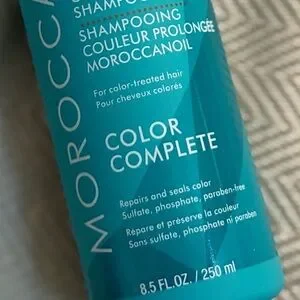 SHAMPOO
SHAMPOOING
COULEUR PROLONGÉE
MOROCCANOIL
For color-treated hair
Pour cheveux colorés
COLOR
COMPLETE
Repairs and seals color
Sulfate, phosphate, paraben-free
Répare et préserve la couleur
Sans sulfate, phosphate ni paraben
8.5 FL.OZ. / 250 ml
MOROCCA